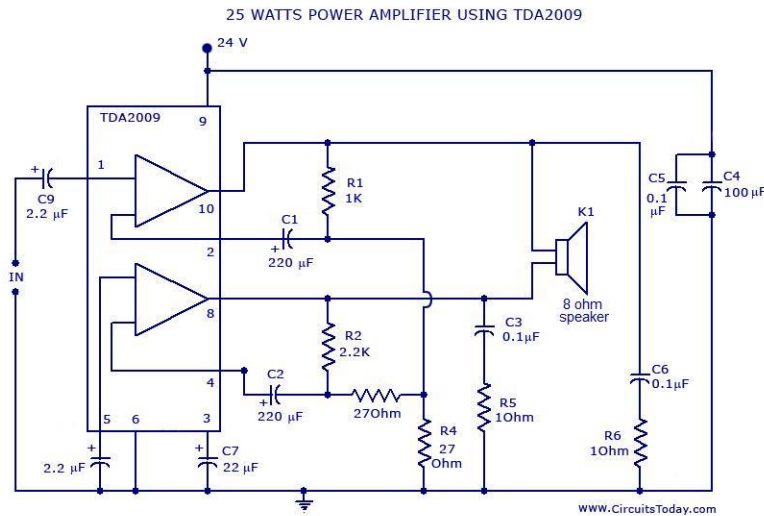 25 WATTS POWER AMPLIFIER USING TDA2009
24 V
TDA2009
9
1
C9
2.2 µF
10
R1
1K
C1
220 µF
2
IN
8
K1
8 ohm
speaker
C5
0.1
µF
C4
100 µF
R2
2.2K
C3
0.1µF
4
C2
220 µF
27Ohm
R5
1Ohm
C6
0.1µF
5
6
3
2.2 µF
C7
22 µF
R4
27
Ohm
R6
1Ohm
www.CircuitsToday.com